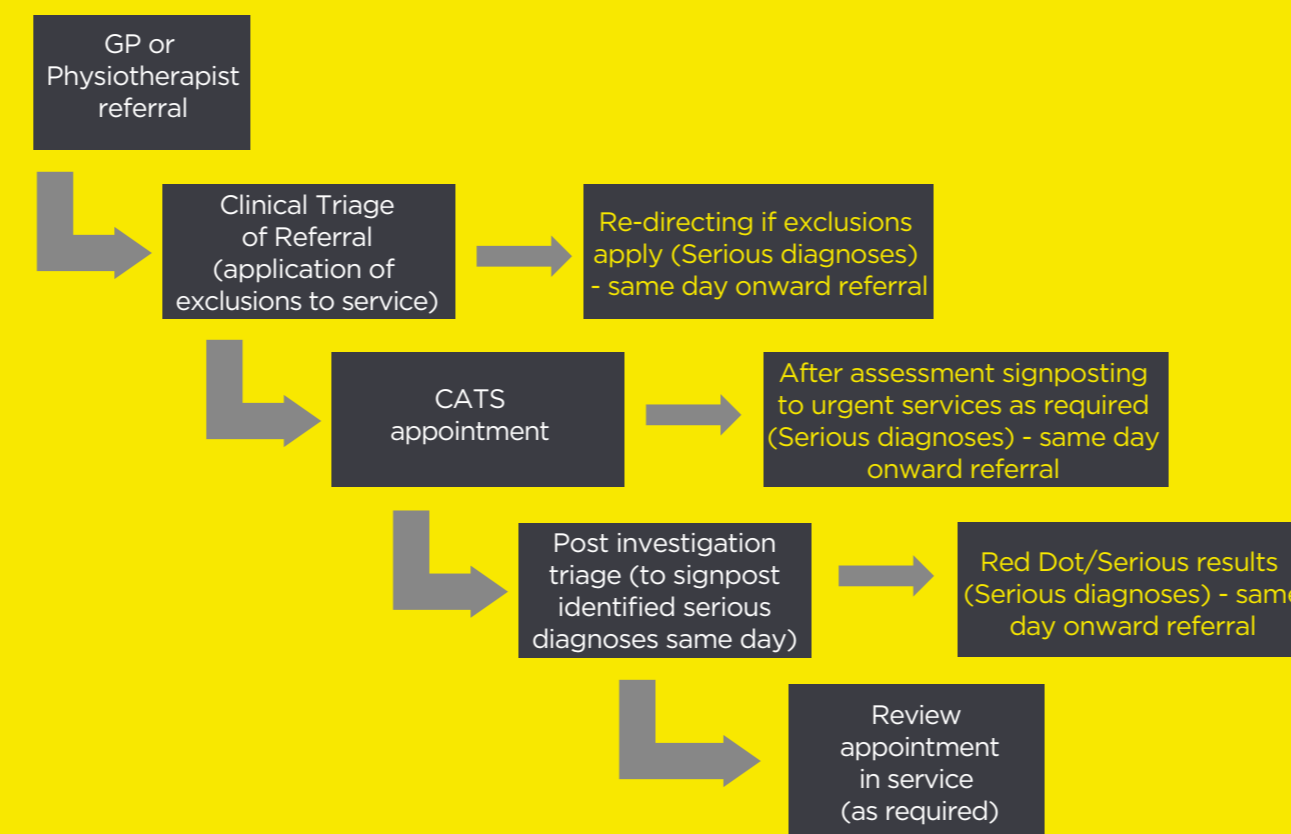 GP or
Physiotherapist
referral
Clinical Triage
of Referral
(application of
exclusions to service)
Re-directing if exclusions
apply (Serious diagnoses)
- same day onward referral
CATS
appointment
After assessment signposting
to urgent services as required
(Serious diagnoses) - same day
onward referral
Post investigation
triage (to signpost
identified serious
diagnoses same day)
Red Dot/Serious results
(Serious diagnoses) - same
day onward referral
Review
appointment
in service
(as required)